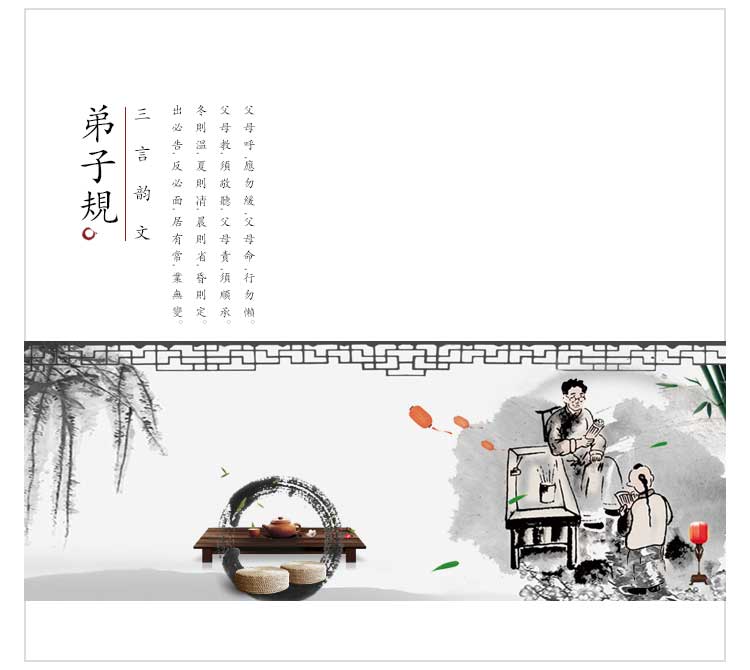 弟子規
三言韵文
父母呼,應勿緩,父母命,行勿懶。
父母教,須敬聽,父母責,須順承。
冬則溫,夏則凊,晨則省,昏則定。
出必告,反必面,居有常,業無變。